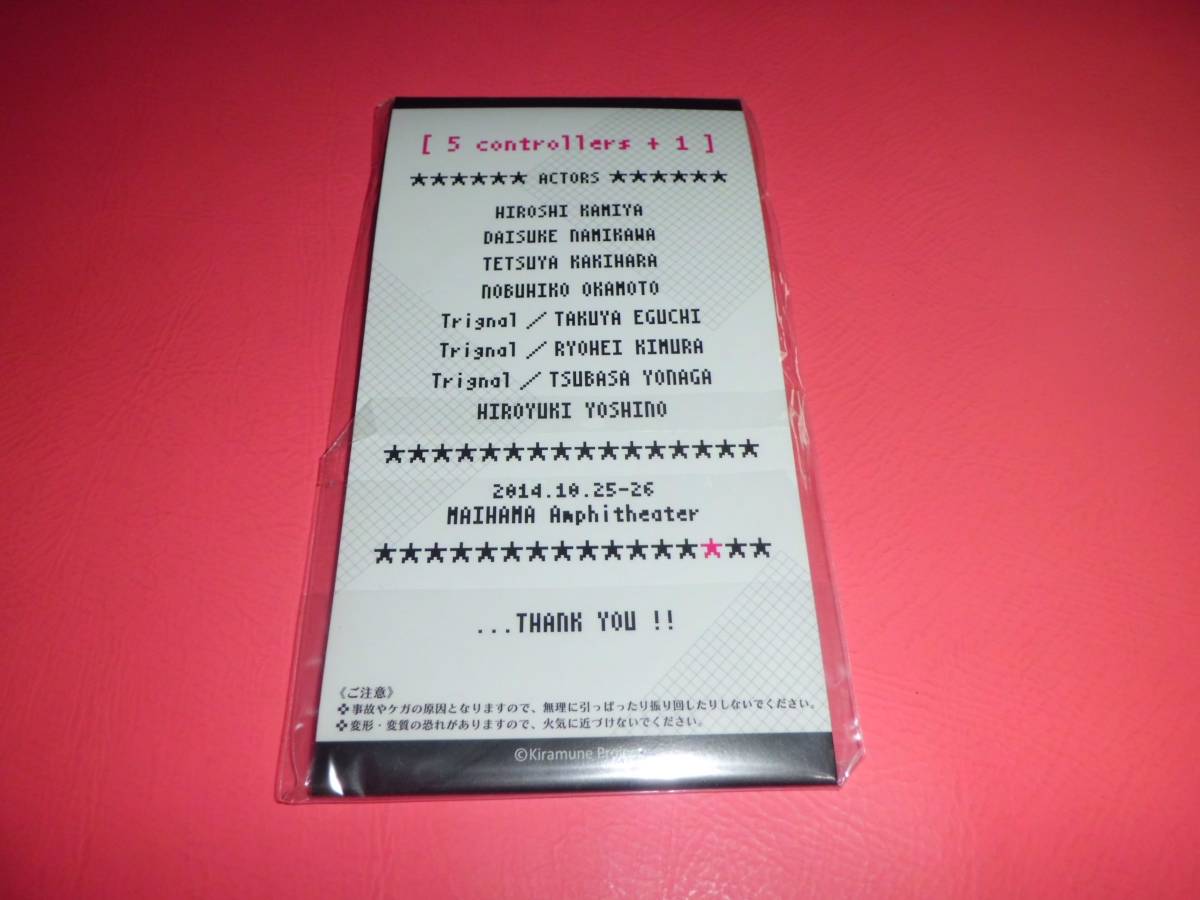 [ 5 controllers + 1 ]
★★★★★★ ACTORS ★★★★★★
HIROSHI KAMIYA
DAISUKE NAMIKAWA
TETSUYA KAKIHARA
NOBUHIKO OKAMOTO
Trignal／TAKUYA EGUCHI
Trignal／RYOHEI KIMURA
Trignal／TSUBASA YONAGA
HIROYUKI YOSHINO
★★★★★★★★★★★★★★★
2014.10.25-26
MAIHAMA Amphitheater
★★★★★★★★★★★★★★★★
...THANK YOU !!
《ご注意》
❖事故やケガの原因となりますので、無理に引っぱったり振り回したりしないでください。
❖変形・変質の恐れがありますので、火気に近づけないでください。
©Kiramune Project